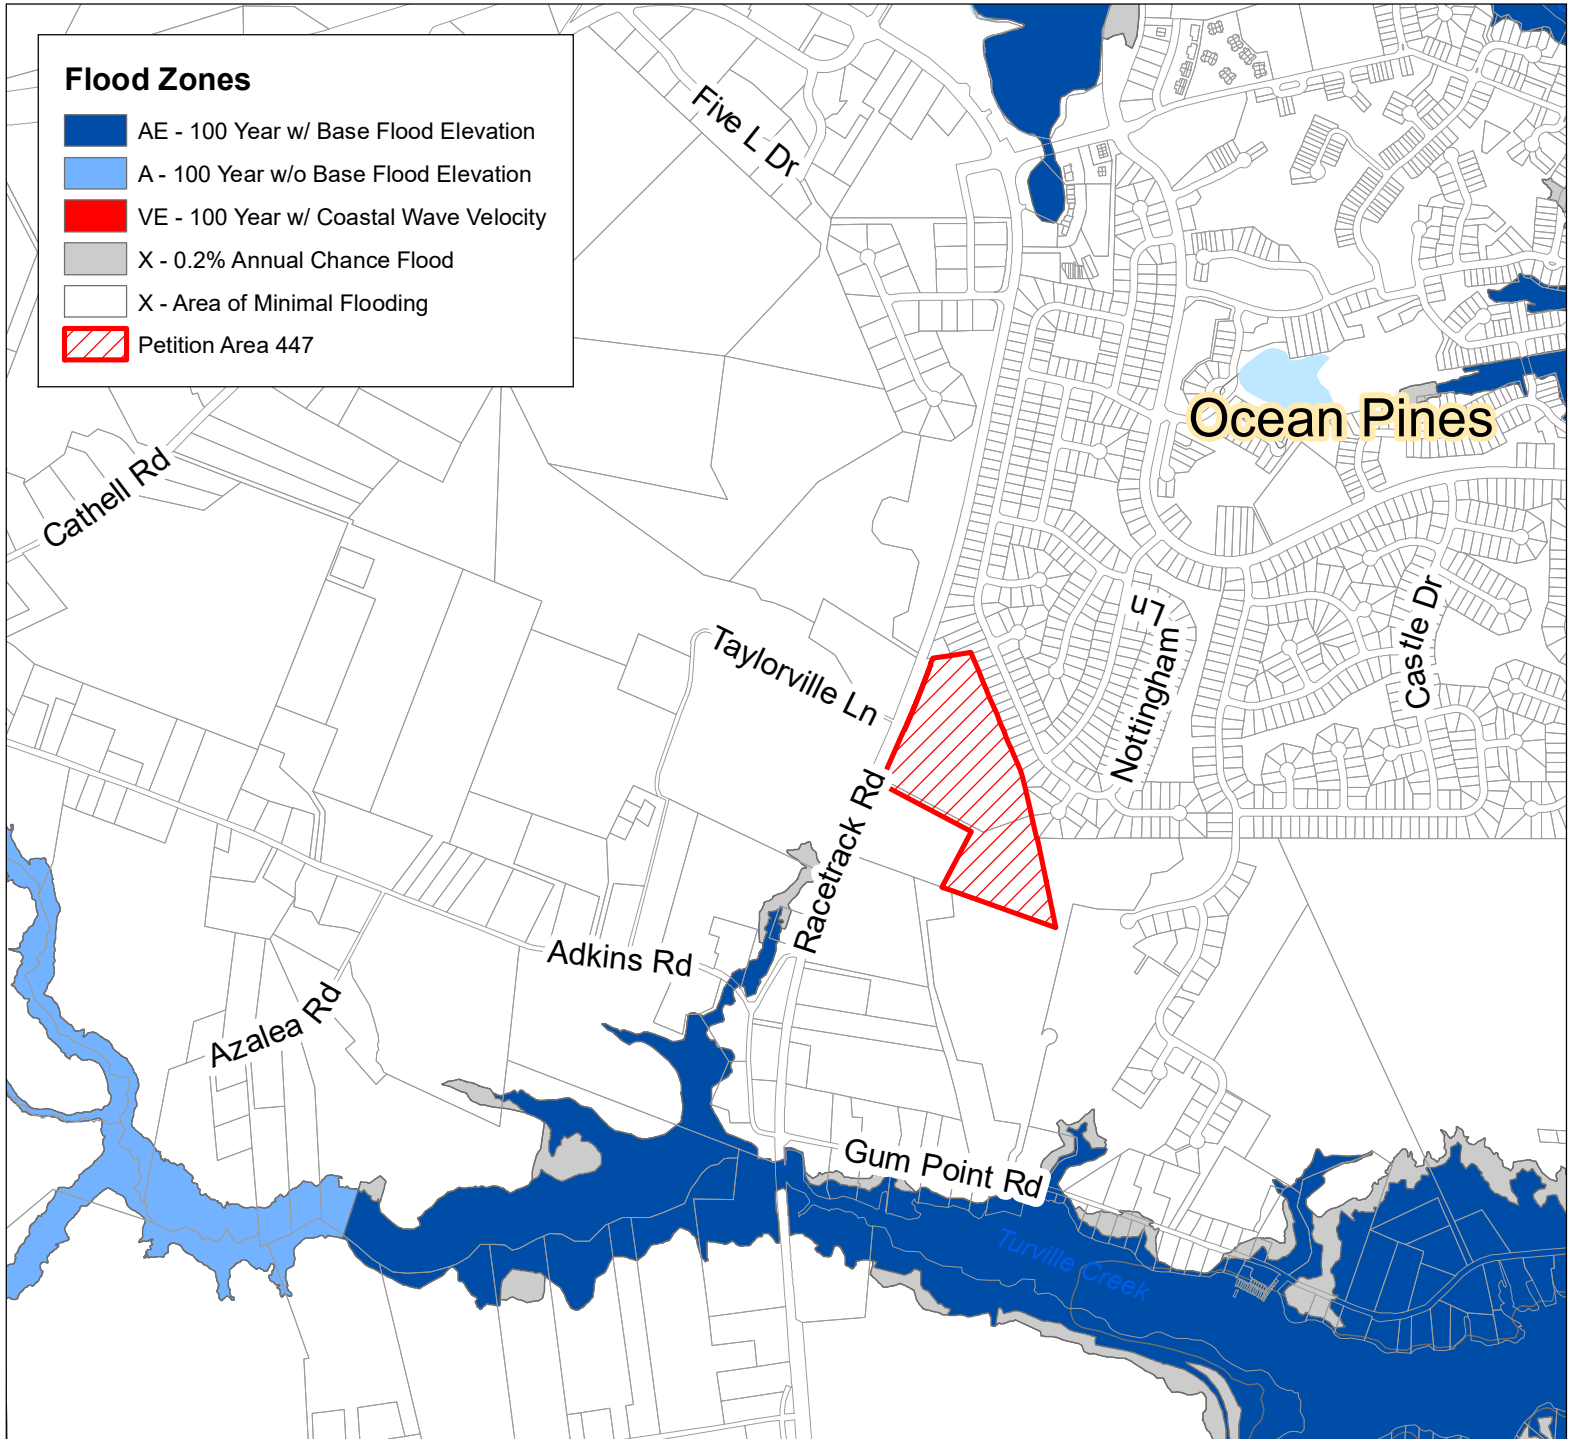 Flood Zones
AE - 100 Year w/ Base Flood Elevation
A - 100 Year w/o Base Flood Elevation
VE - 100 Year w/ Coastal Wave Velocity
X - 0.2% Annual Chance Flood
X - Area of Minimal Flooding
Petition Area 447
Five L Dr
Ocean Pines
Cathell Rd
Taylorville Ln
Nottingham
Ln
Castle Dr
Racetrack Rd
Adkins Rd
Azalea Rd
Gum Point Rd
Turville Creek